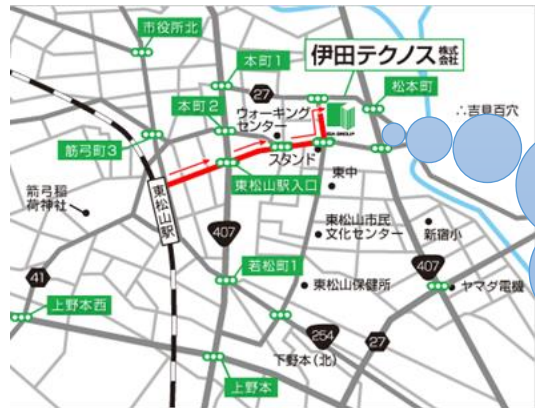 市役所北
本町1
伊田テクノス 株式
会社
27
松本町
本町2
ウォーキング
センター
∴吉見百穴
筋弓町3
スタンド
東松山駅入口
東中
箭弓稲
荷神社
東松山駅
東松山市民
文化センター
新宿小
407
407
41
若松町1
東松山保健所
ヤマダ電機
上野本西
254
27
下野本(北)
上野本